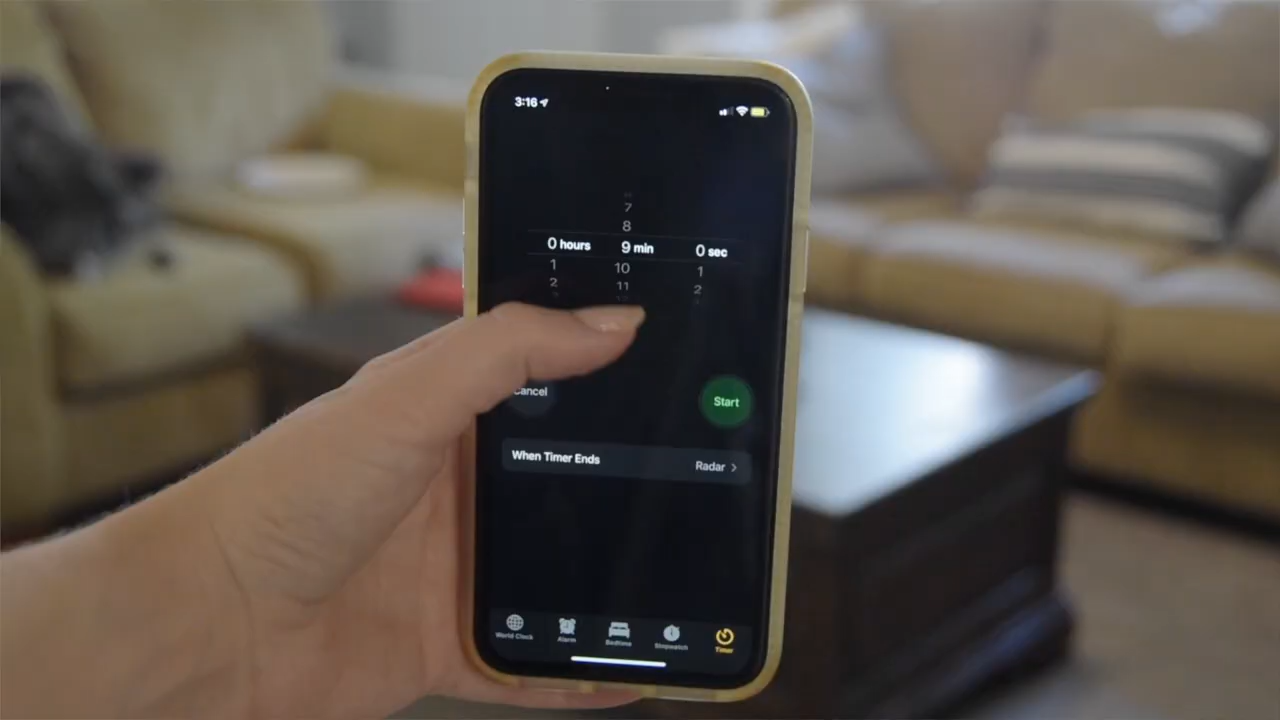 3:16
7
8
0 hours 9 min 0 sec
1 10 1
2 11 2
Cancel
Start
When Timer Ends Radar >
World Clock Alarm Bedtime Stopwatch Timer